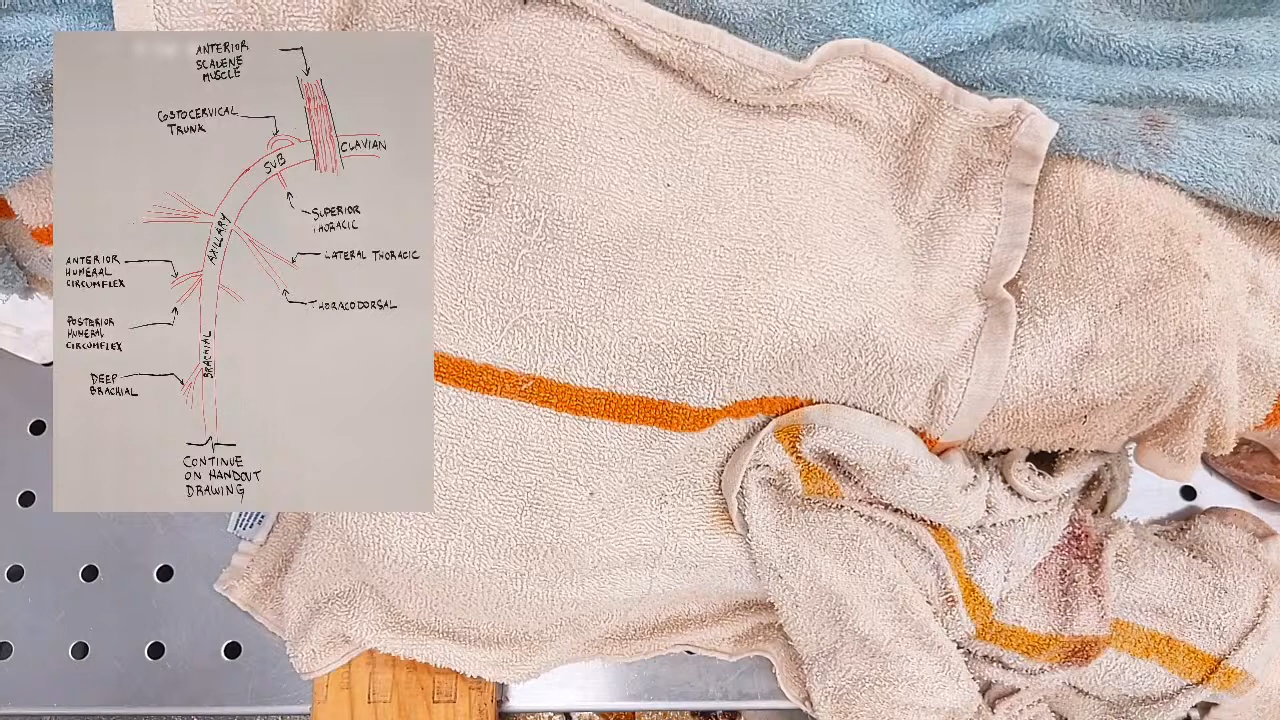 ANTERIOR
SCALENE
MUSCLE
COSTOCERVICAL
TRUNK
SUB
CLAVIAN
SUPERIOR
THORACIC
AXILLARY
LATERAL THORACIC
ANTERIOR
HUMERAL
CIRCUMFLEX
THORACODORSAL
POSTERIOR
HUMERAL
CIRCUMFLEX
BRACHIAL
DEEP
BRACHIAL
CONTINUE
ON HANDOUT
DRAWING